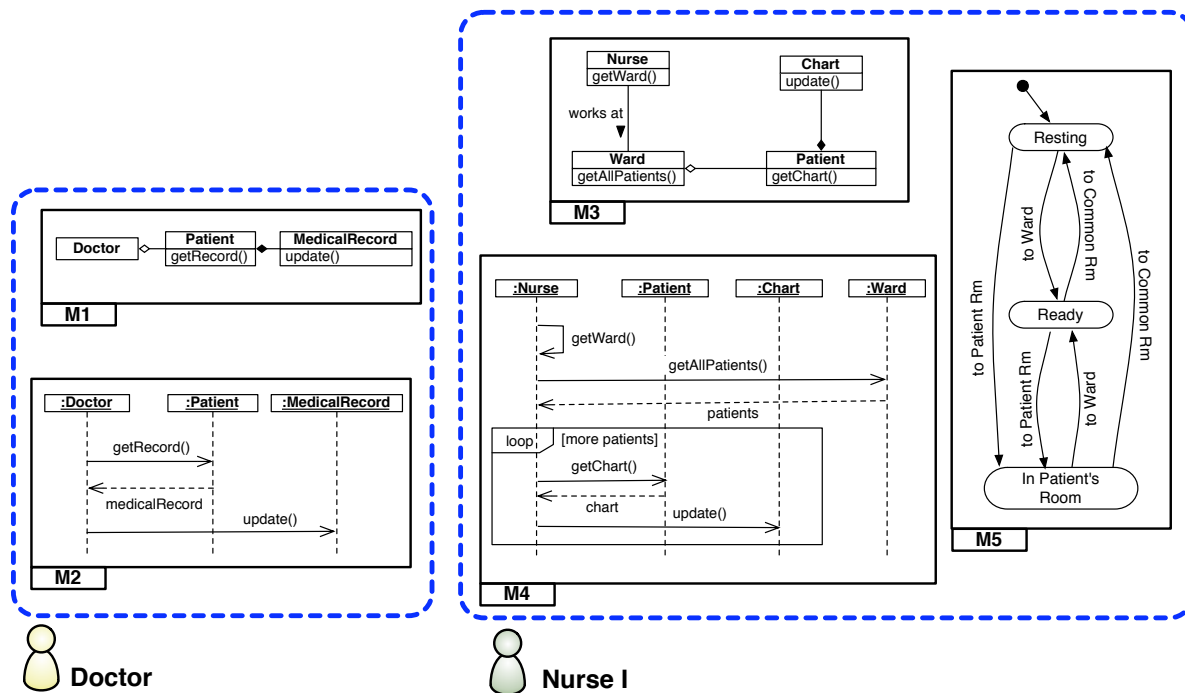 Doctor
Patient
getRecord()
MedicalRecord
update()
M1
:Doctor
:Patient
:MedicalRecord
getRecord()
medicalRecord
update()
M2
Doctor
Nurse
getWard()
Chart
update()
works at
Ward
getAllPatients()
Patient
getChart()
M3
:Nurse
:Patient
:Chart
:Ward
getWard()
getAllPatients()
patients
loop
[more patients]
getChart()
chart
update()
M4
Resting
to Ward
to Common Rm
to Patient Rm
to Common Rm
Ready
to Patient Rm
to Ward
In Patient's
Room
M5
Nurse I